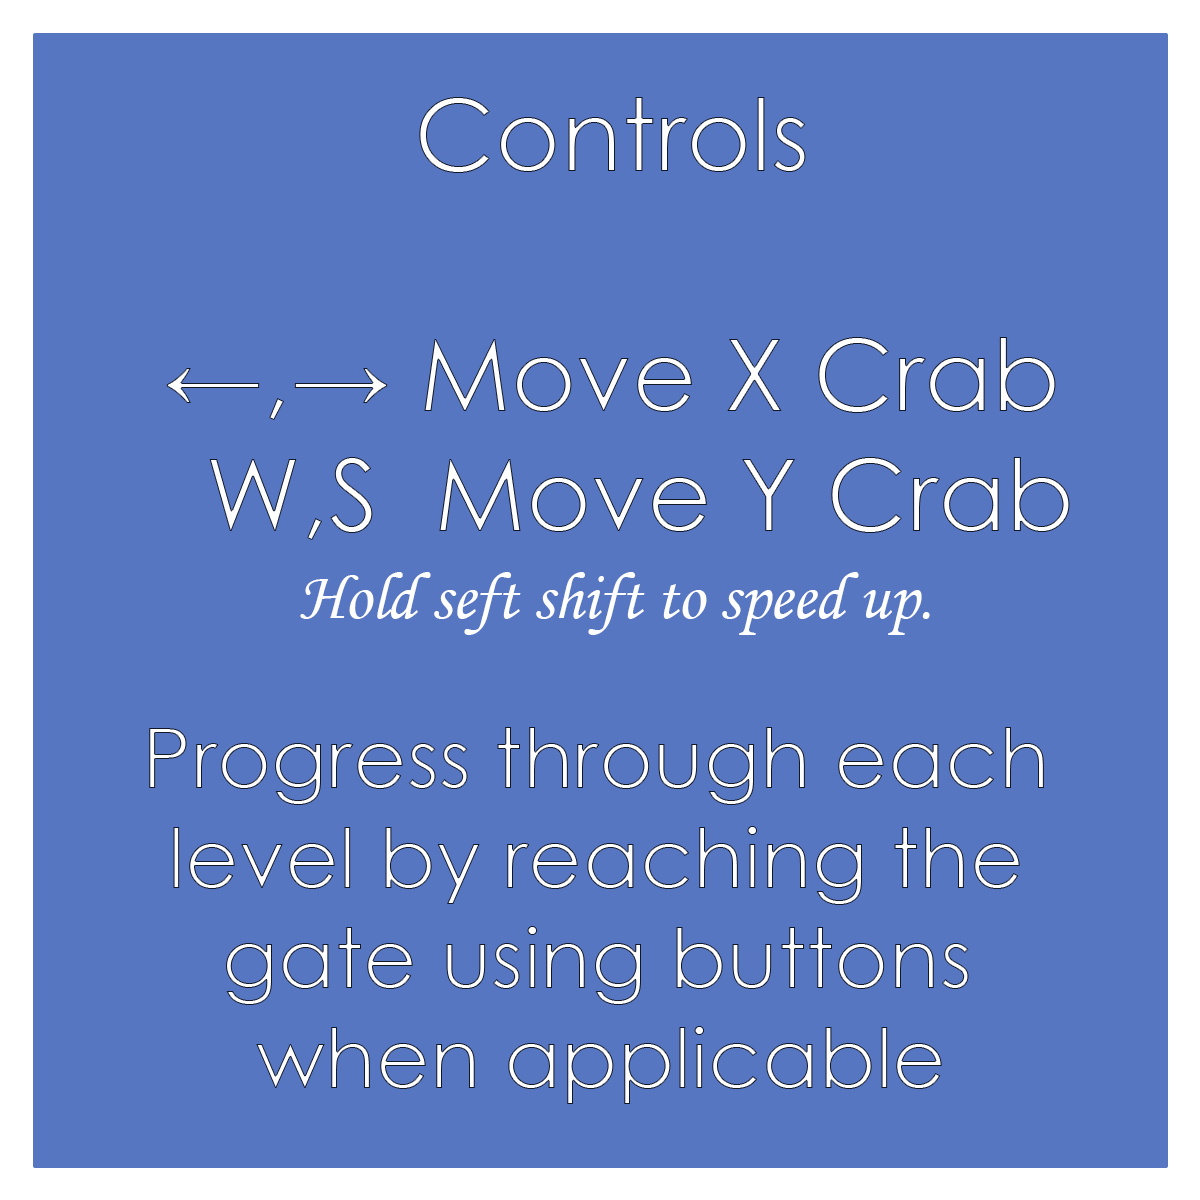 Controls
←,→ Move X Crab
W,S Move Y Crab
Hold seft shift to speed up.
Progress through each
level by reaching the
gate using buttons
when applicable